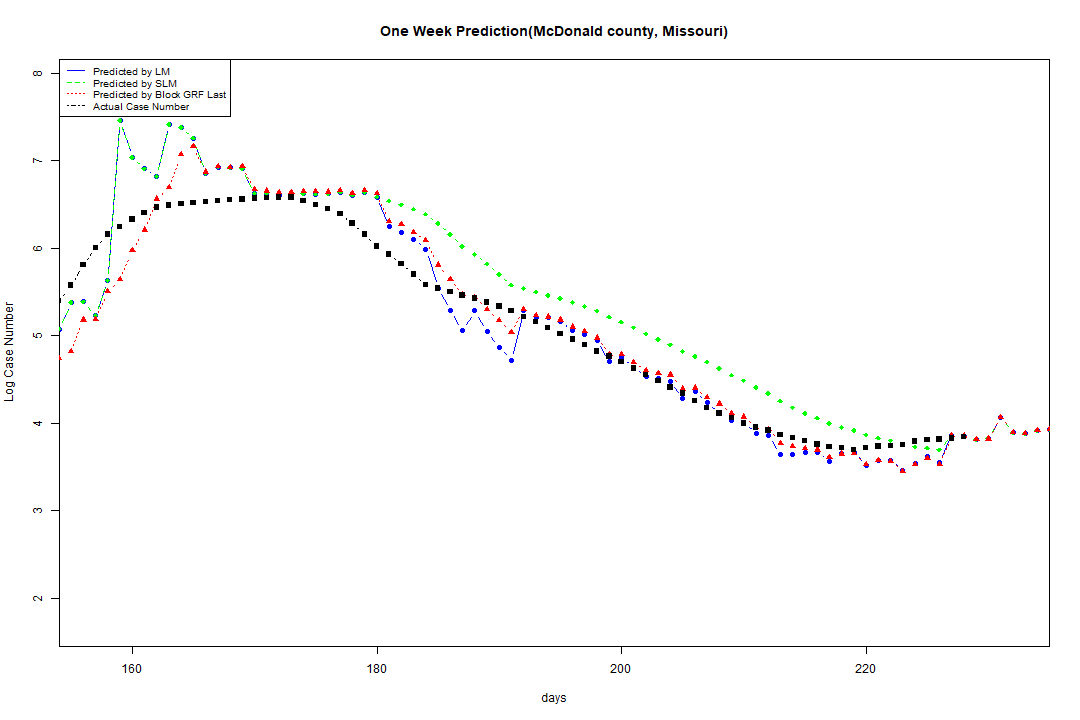 One Week Prediction(McDonald county, Missouri)
Predicted by LM
Predicted by SLM
Predicted by Block GRF Last
Actual Case Number
Log Case Number
8
7
6
5
4
3
2
160 180 200 220
days